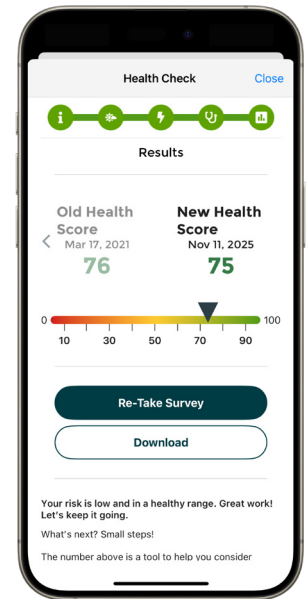 Health Check
Close
Results
Old Health
Score
Mar 17, 2021
76
New Health
Score
Nov 11, 2025
75
0
100
10 30 50 70 90
Re-Take Survey
Download
Your risk is low and in a healthy range. Great work!
Let's keep it going.
What's next? Small steps!
The number above is a tool to help you consider